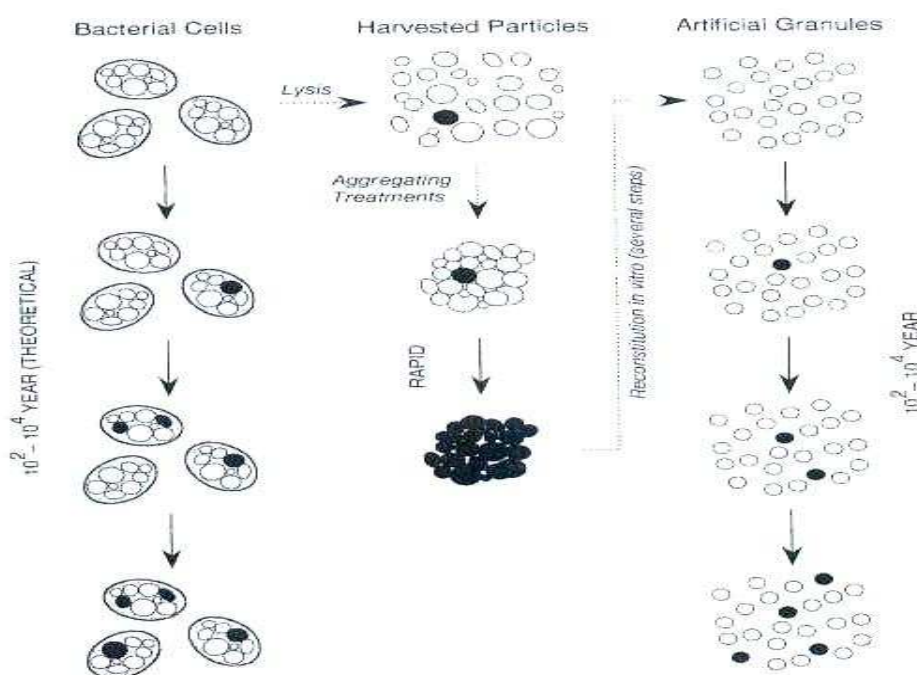 Bacterial Cells
Harvested Particles
Artificial Granules
Lysis
Aggregating
Treatments
10² - 10⁴ YEAR (THEORETICAL)
RAPID
Reconstitution in vitro (several steps)
10² - 10⁴ YEAR